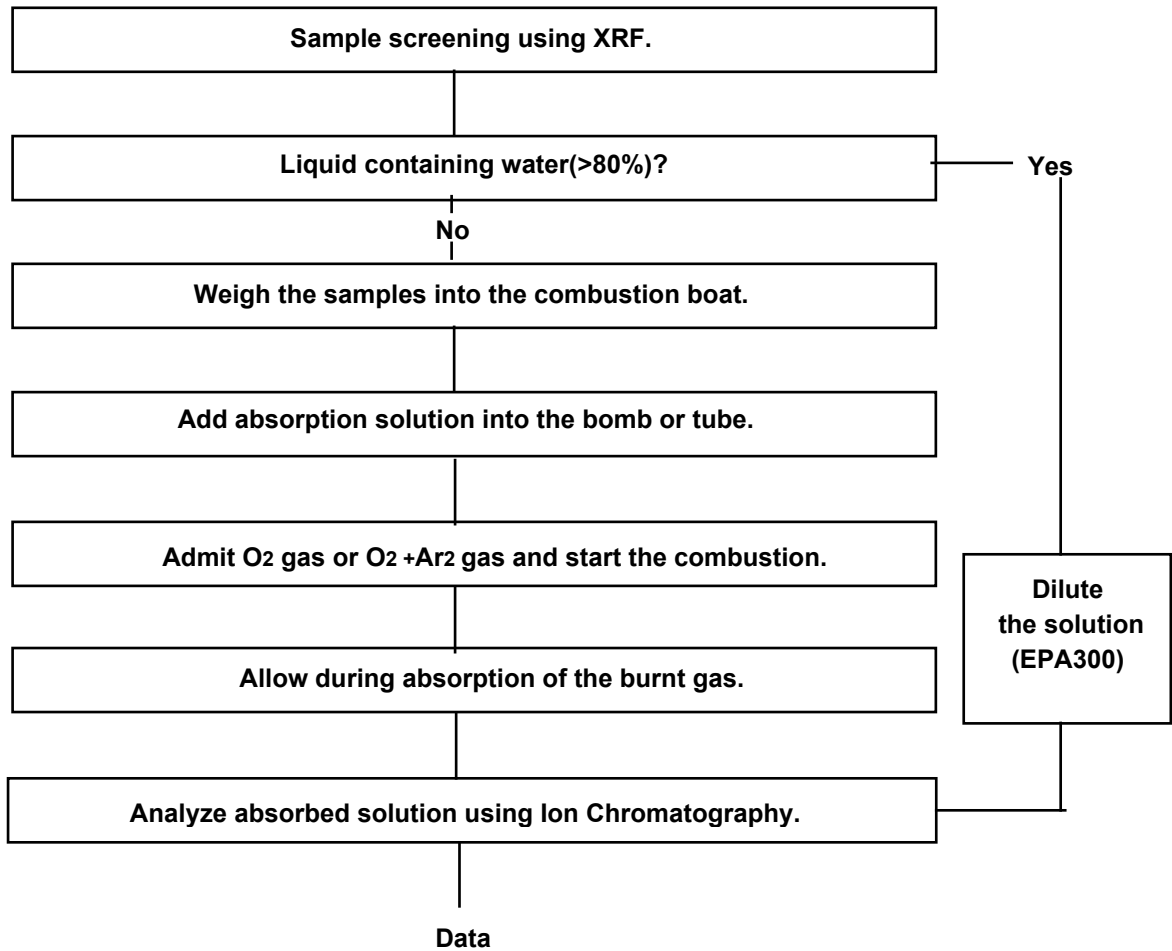 Sample screening using XRF.
Liquid containing water(>80%)?
Yes
No
Weigh the samples into the combustion boat.
Add absorption solution into the bomb or tube.
Admit O2 gas or O2 +Ar2 gas and start the combustion.
Dilute
the solution
(EPA300)
Allow during absorption of the burnt gas.
Analyze absorbed solution using Ion Chromatography.
Data